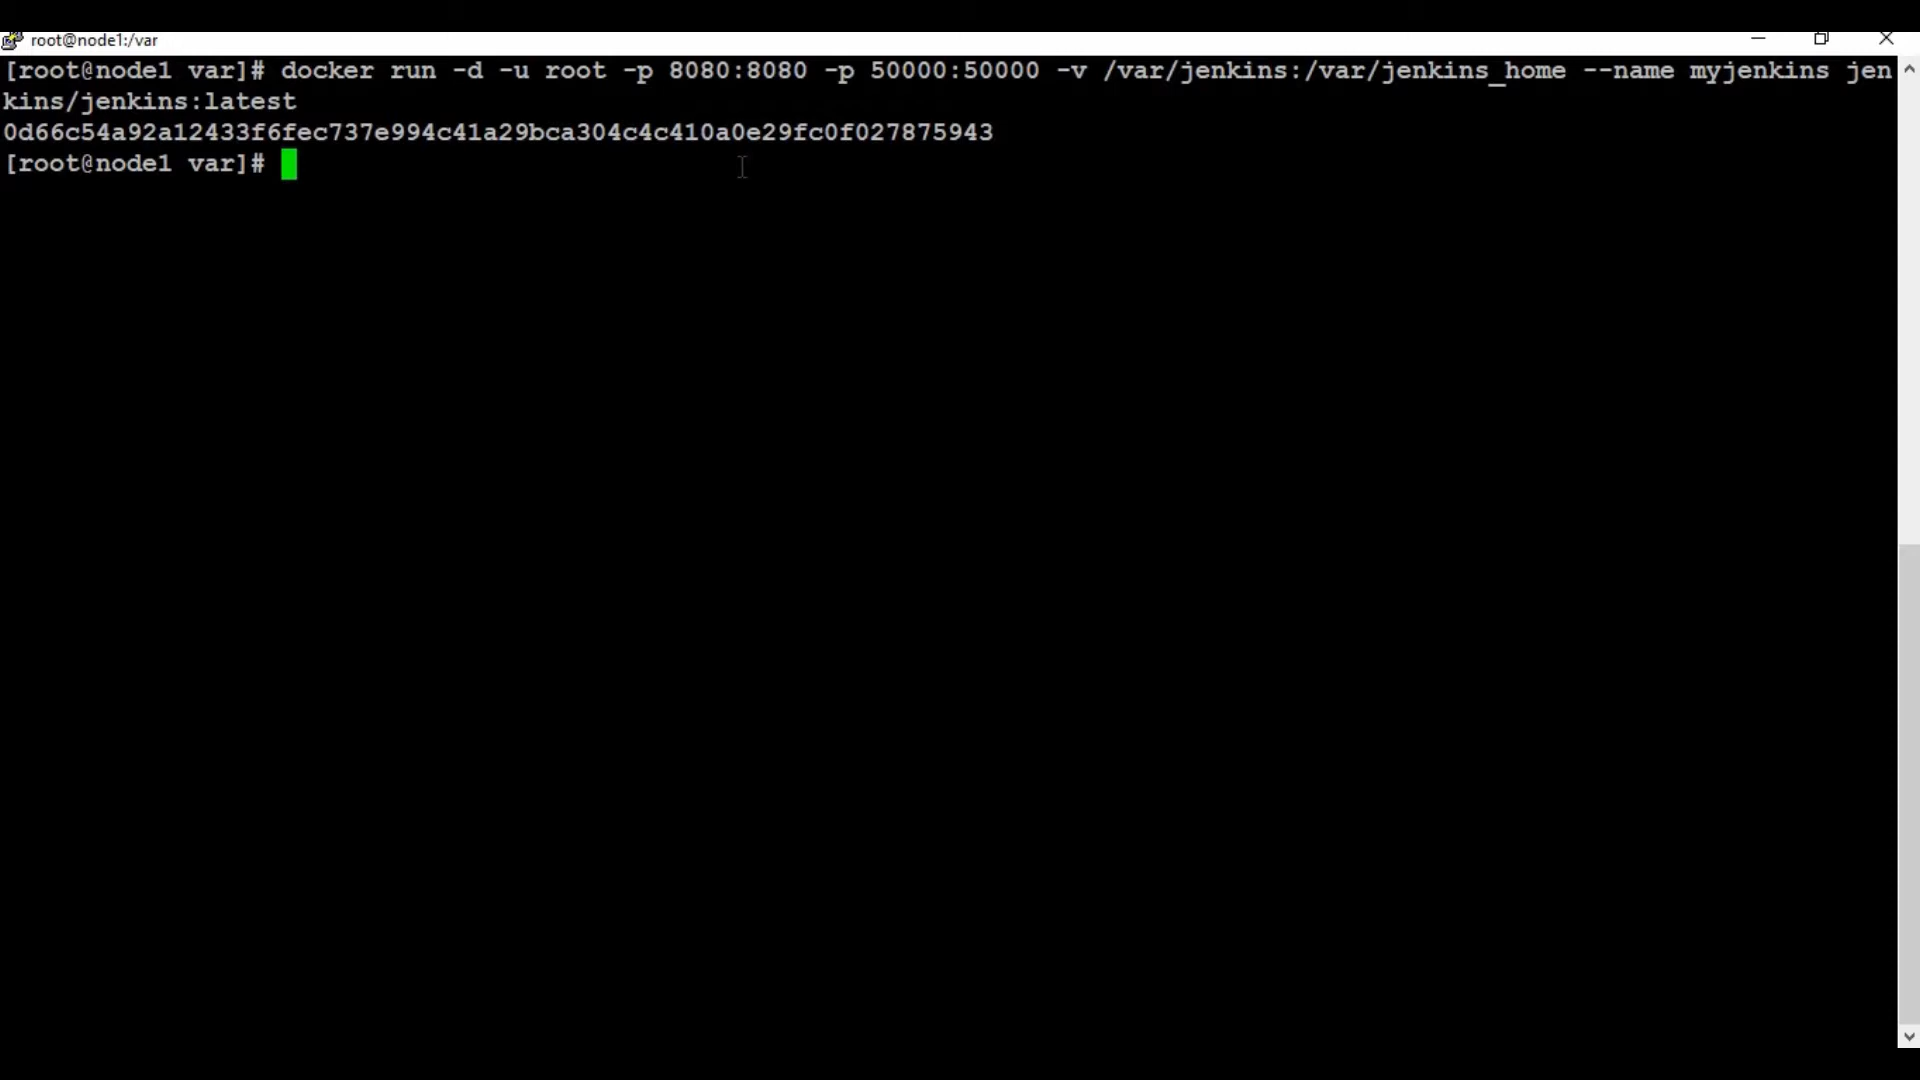 root@node1:/var
[root@node1 var]# docker run -d -u root -p 8080:8080 -p 50000:50000 -v /var/jenkins:/var/jenkins_home --name myjenkins jen
kins/jenkins:latest
0d66c54a92a12433f6fec737e994c41a29bca304c4c410a0e29fc0f027875943
[root@node1 var]#